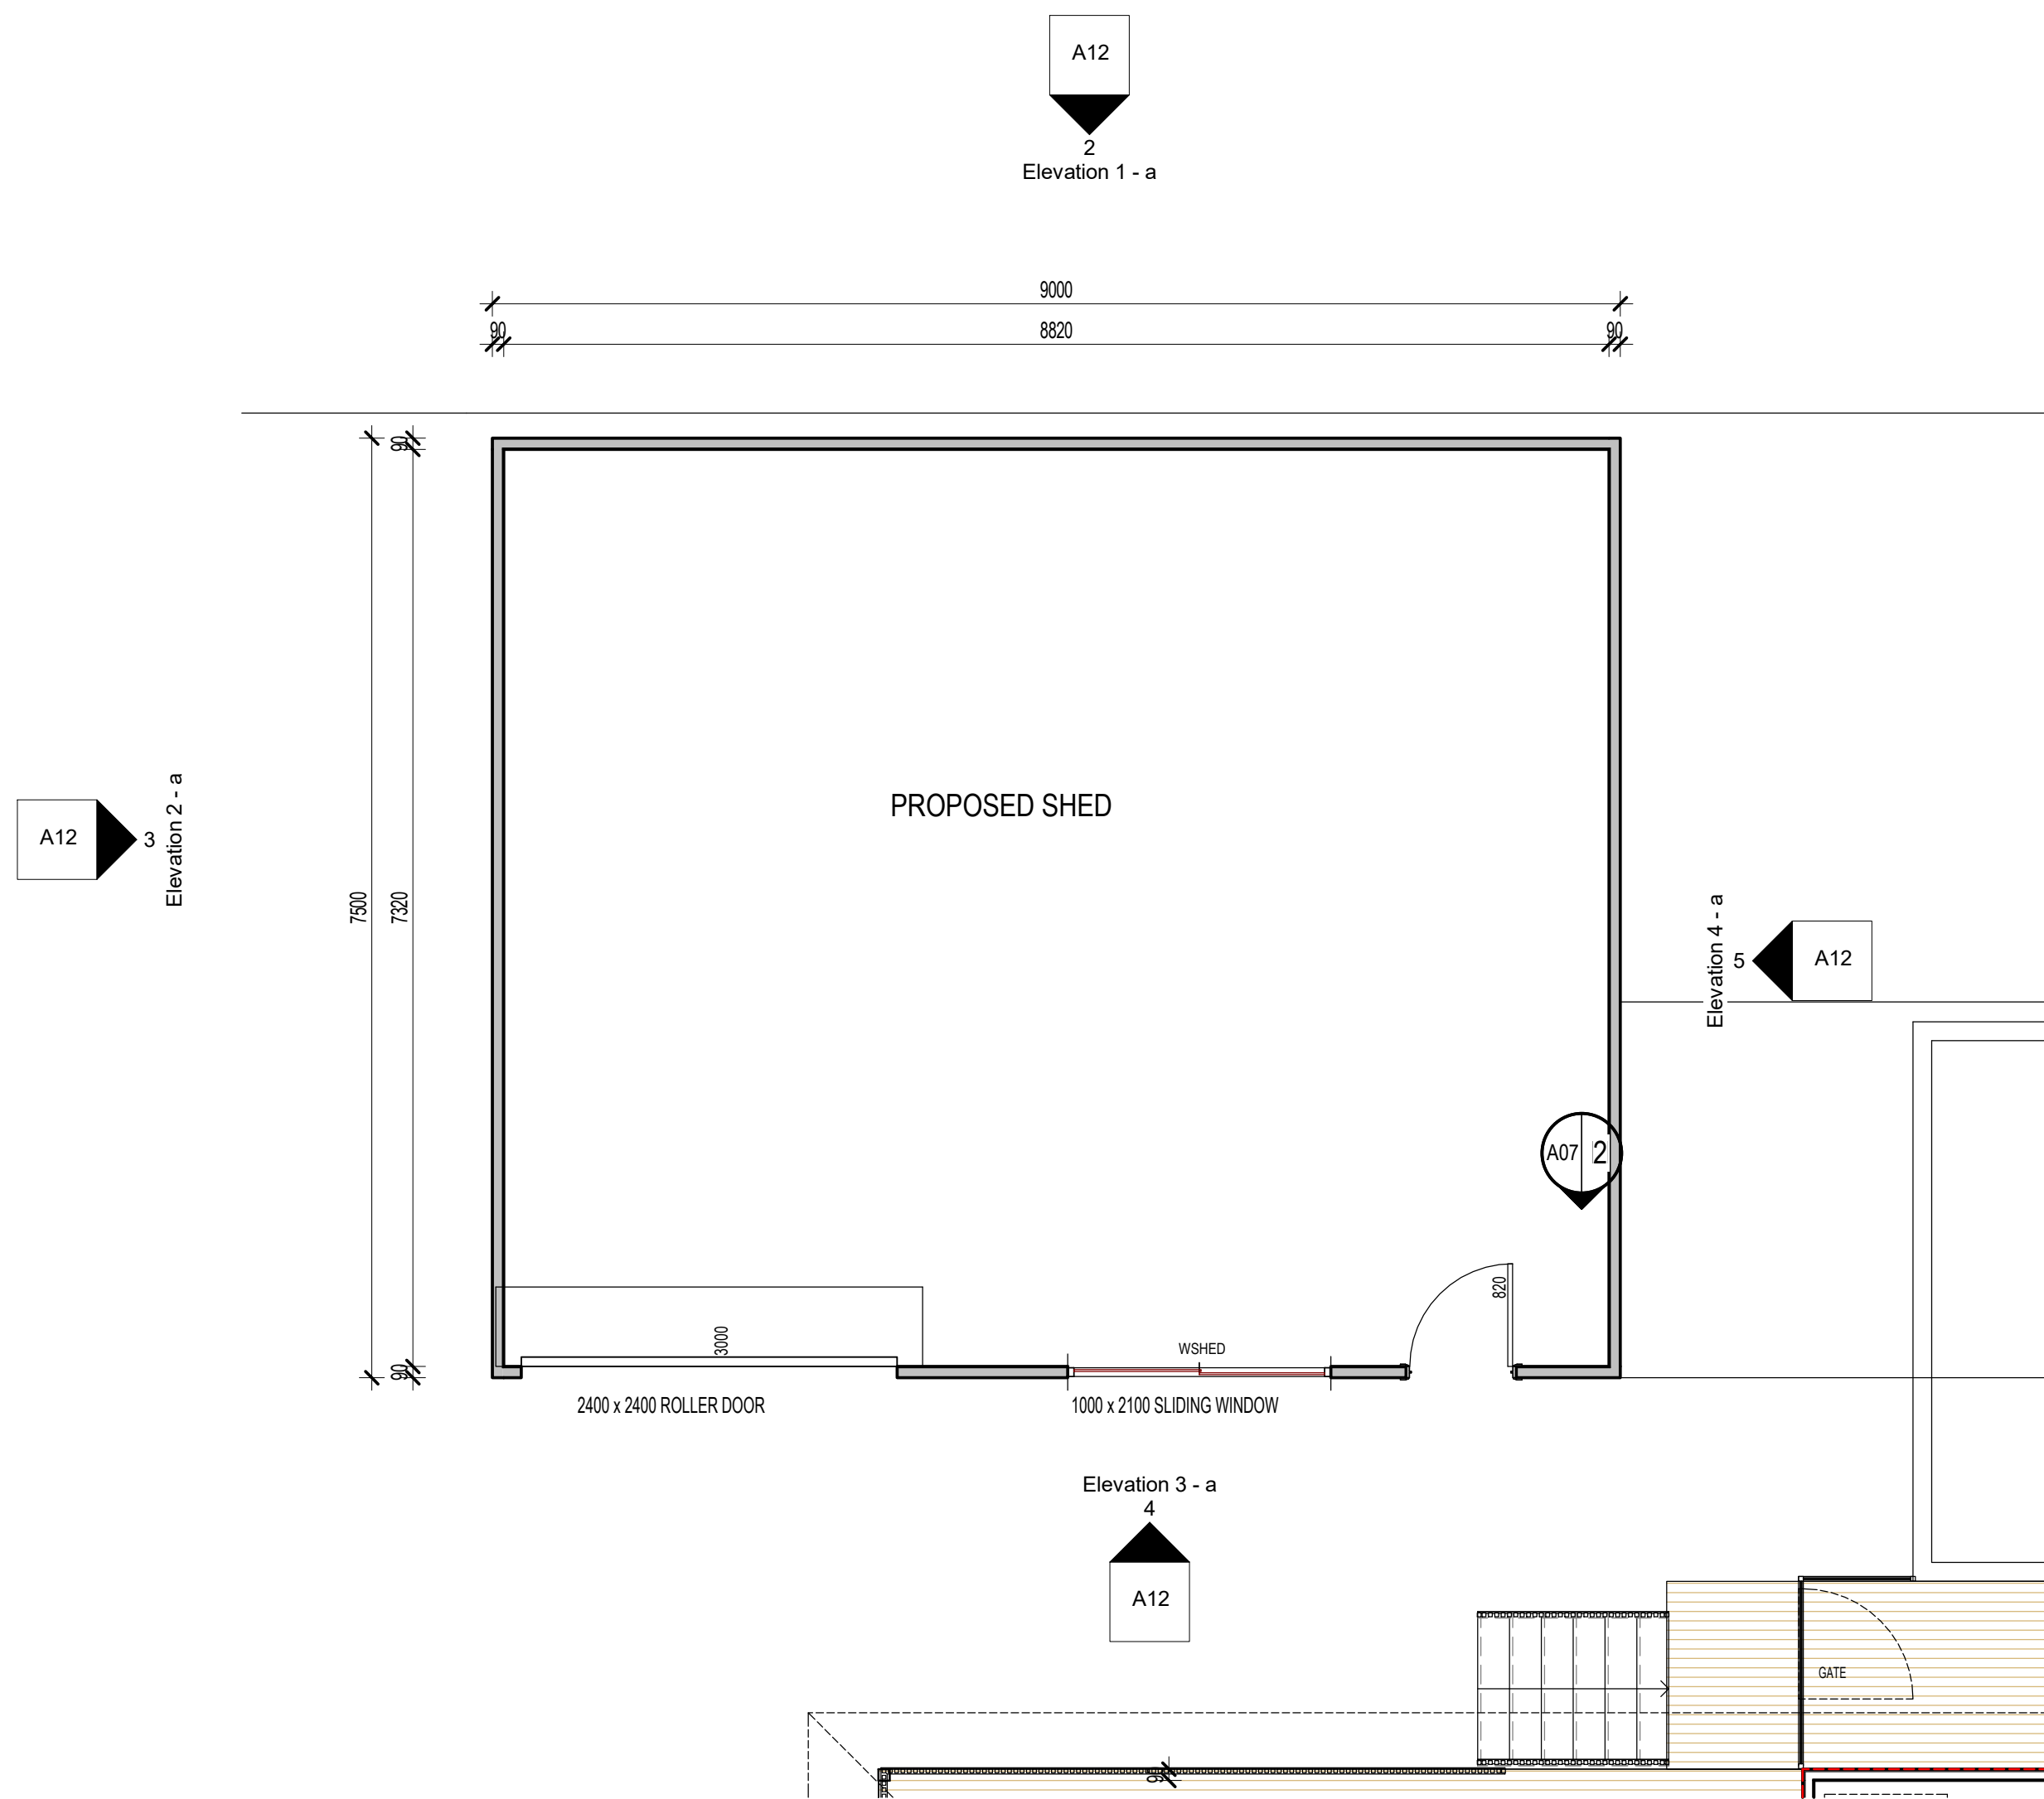 A12
2
Elevation 1 - a
9000
90
8820
90
90
7500
7320
90
A12
3
Elevation 2 - a
PROPOSED SHED
Elevation 4 - a
5
A12
A07
2
820
3000
WSHED
2400 x 2400 ROLLER DOOR
1000 x 2100 SLIDING WINDOW
Elevation 3 - a
4
A12
GATE